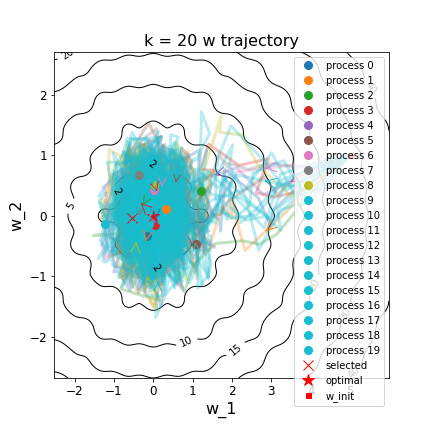 k = 20 w trajectory
20
process 0
process 1
process 2
process 3
process 4
process 5
process 6
process 7
process 8
process 9
process 10
process 11
process 12
process 13
process 14
process 15
process 16
process 17
process 18
process 19
selected
optimal
w_init
w_2
2
1
0
−1
−2
5
2
2
2
10
15
−2
−1
0
1
2
3
w_1